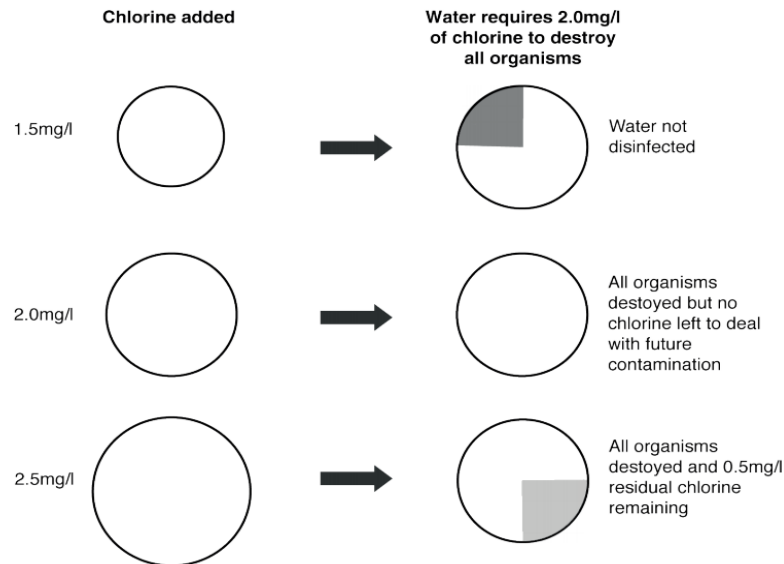 Chlorine added
Water requires 2.0mg/l
of chlorine to destroy
all organisms
1.5mg/l
Water not
disinfected
2.0mg/l
All organisms
destoyed but no
chlorine left to deal
with future
contamination
2.5mg/l
All organisms
destoyed and 0.5mg/l
residual chlorine
remaining